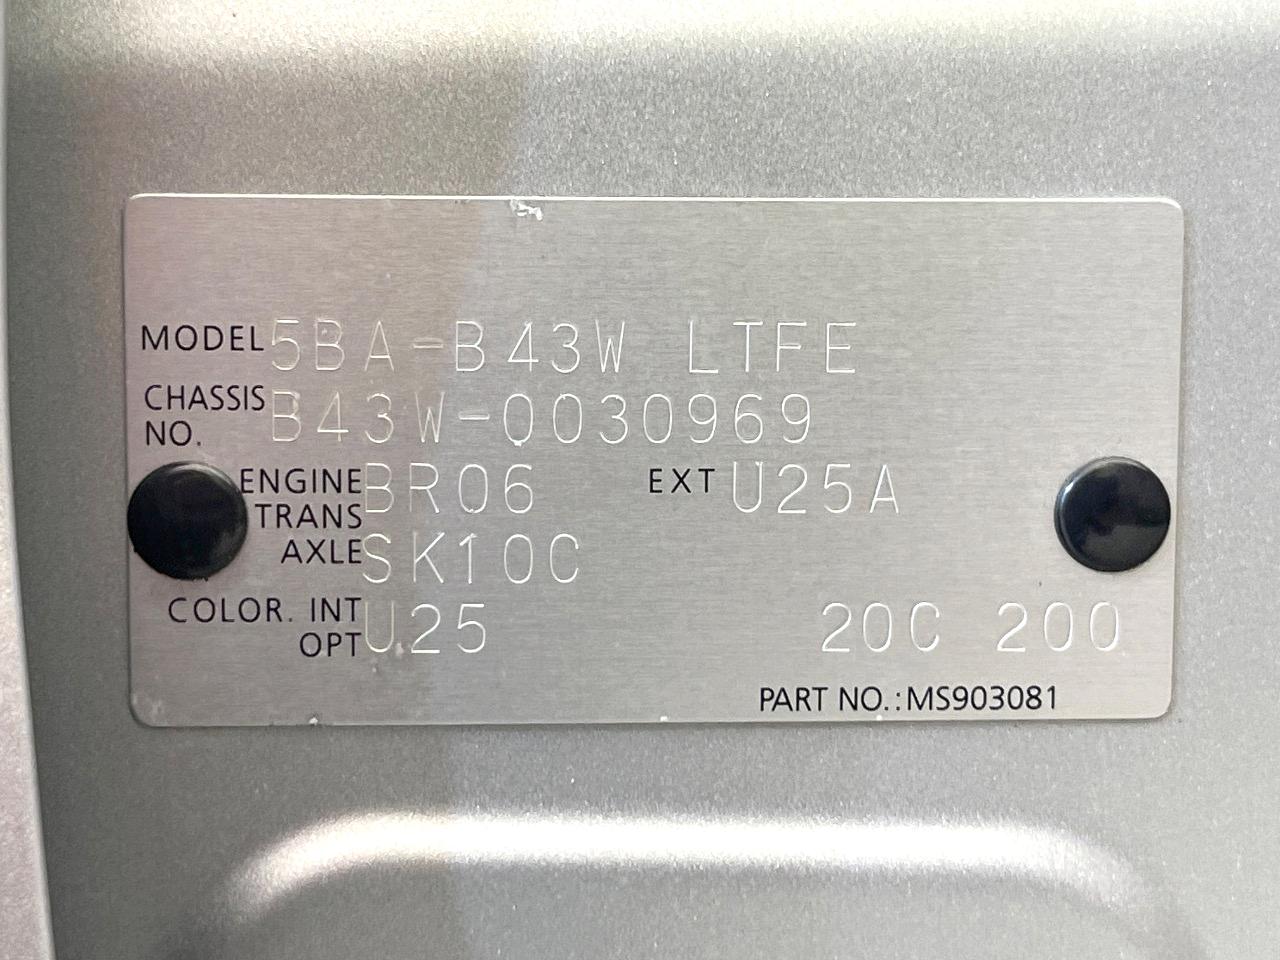 MODEL 5BA-B43W LTFE
CHASSIS NO. B43W-0030969
ENGINE BR06 EXT U25A
TRANS AXLE SK10C
COLOR. INT OPT U25 20C 200
PART NO.:MS903081